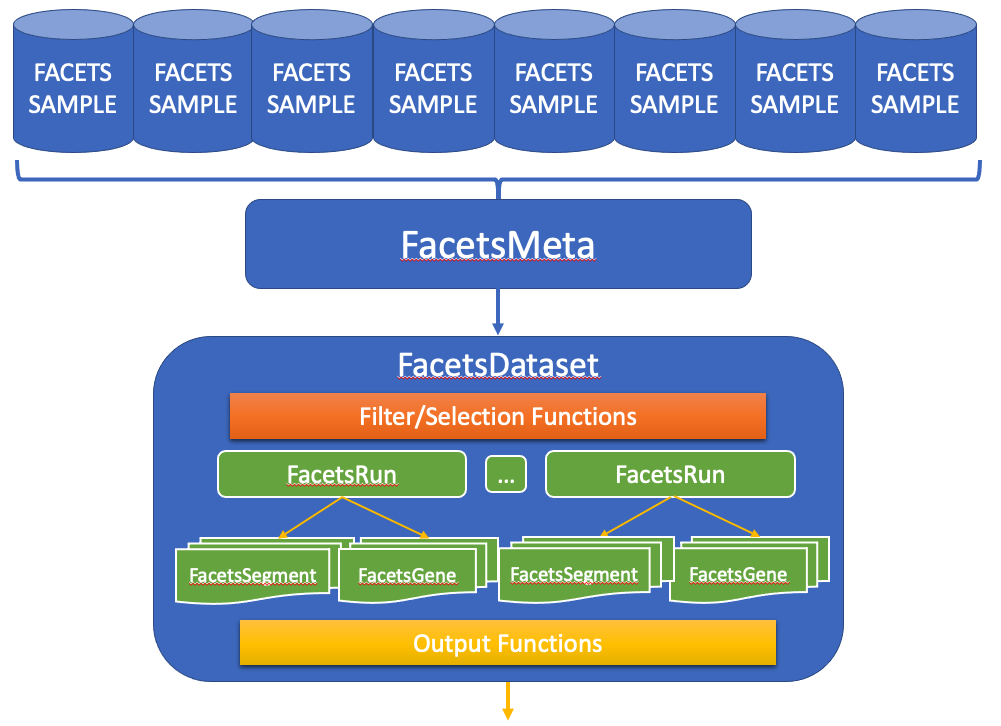 FACETS FACETS FACETS FACETS FACETS FACETS FACETS FACETS
SAMPLE SAMPLE SAMPLE SAMPLE SAMPLE SAMPLE SAMPLE SAMPLE
FacetsMeta
FacetsDataset
Filter/Selection Functions
FacetsRun ... FacetsRun
FacetsSegment FacetsGene FacetsSegment FacetsGene
Output Functions